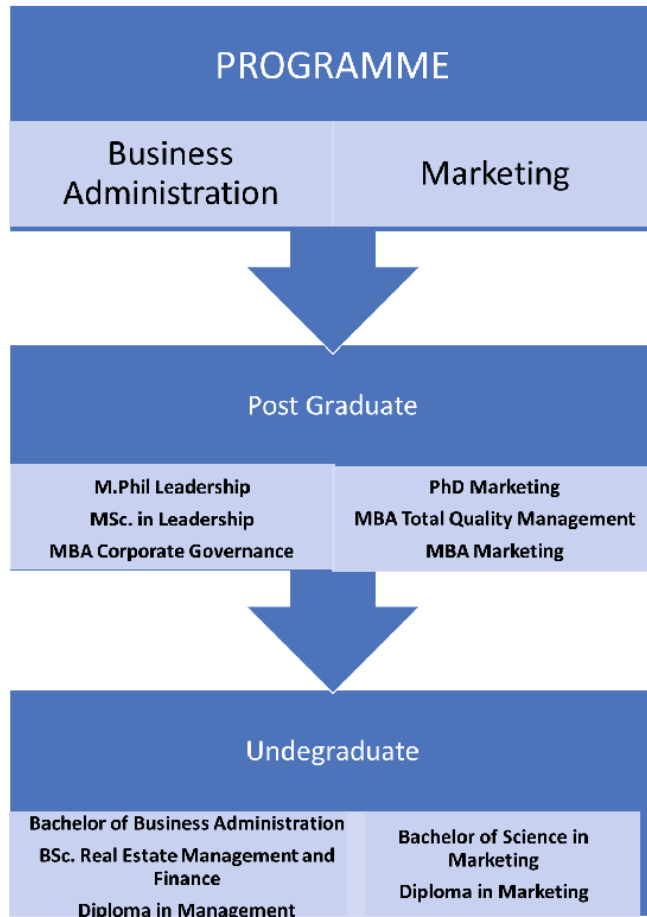 PROGRAMME
Business
Administration
Marketing
Post Graduate
M.Phil Leadership
MSc. in Leadership
MBA Corporate Governance
PhD Marketing
MBA Total Quality Management
MBA Marketing
Undegraduate
Bachelor of Business Administration
BSc. Real Estate Management and
Finance
Diploma in Management
Bachelor of Science in
Marketing
Diploma in Marketing